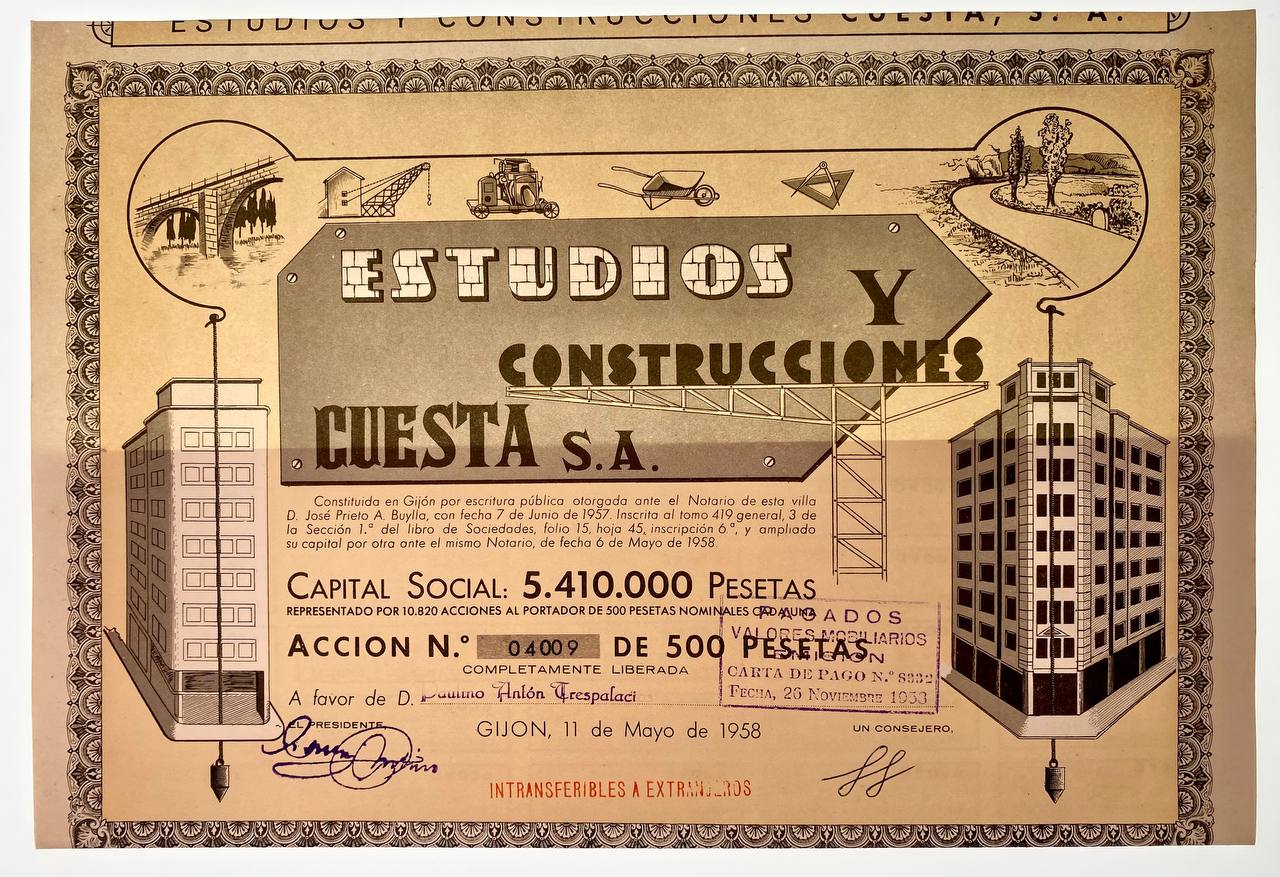 ESTUDIOS Y CONSTRUCCIONES CUESTA, S. A.
ESTUDIOS
Y
CONSTRUCCIONES
CUESTA S.A.
Constituida en Gijón por escritura pública otorgada ante el Notario de esta villa
D. José Prieto A. Buylla, con fecha 7 de Junio de 1957. Inscrita al tomo 419 general, 3 de
la Sección 1.ª del libro de Sociedades, folio 15, hoja 45, inscripción 6.ª, y ampliado
su capital por otra ante el mismo Notario, de fecha 6 de Mayo de 1958.
CAPITAL SOCIAL: 5.410.000 PESETAS
REPRESENTADO POR 10.820 ACCIONES AL PORTADOR DE 500 PESETAS NOMINALES CADA UNA
ACCION N.º 04009 DE 500 PESETAS
COMPLETAMENTE LIBERADA
PAGADOS
VALORES MOBILIARIOS
EMISION
CARTA DE PAGO N.º 8332
FECHA, 26 NOVIEMBRE 1958
A favor de D. Paulino Antón Trespalacios
EL PRESIDENTE,
GIJON, 11 de Mayo de 1958
UN CONSEJERO,
INTRANSFERIBLES A EXTRANJEROS